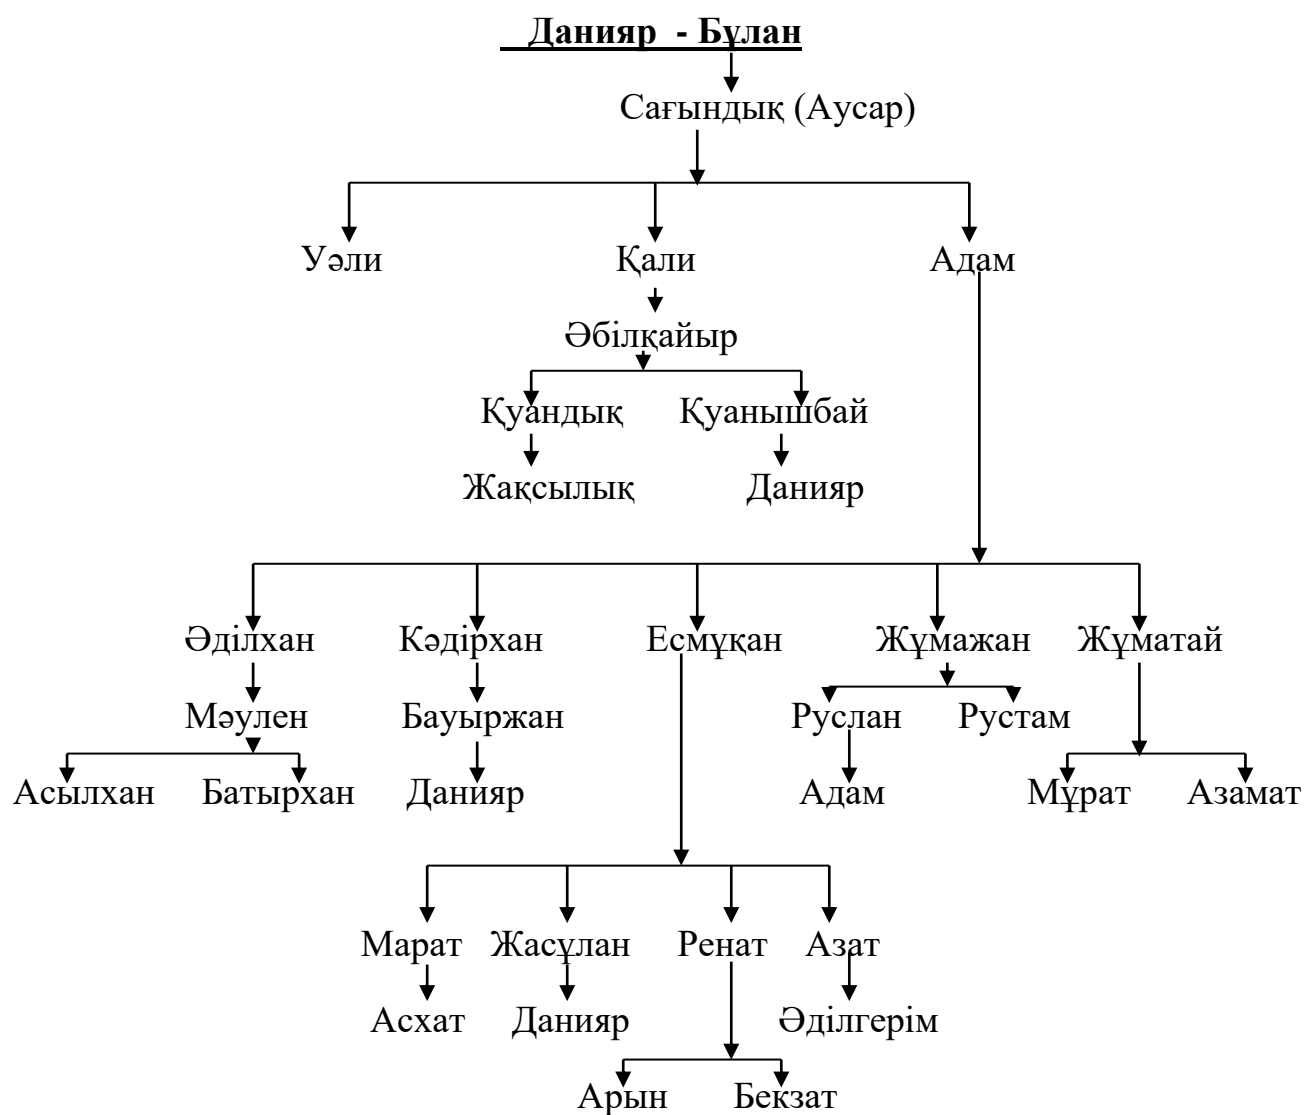 Данияр - Бұлан
Сағындық (Аусар)
Уәли Қали Адам
Әбілқайыр
Қуандық Қуанышбай
Жақсылық Данияр
Әділхан Кәдірхан Есмұқан Жұмажан Жұматай
Мәулен Бауыржан Руслан Рустам
Асылхан Батырхан Данияр Адам Мұрат Азамат
Марат Жасұлан Ренат Азат
Асхат Данияр Әділгерім
Арын Бекзат